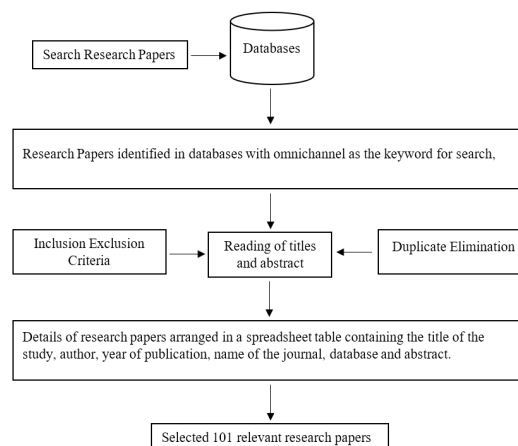 Search Research Papers
Databases
Research Papers identified in databases with omnichannel as the keyword for search,
Inclusion Exclusion
Criteria
Reading of titles
and abstract
Duplicate Elimination
Details of research papers arranged in a spreadsheet table containing the title of the
study, author, year of publication, name of the journal, database and abstract.
Selected 101 relevant research papers